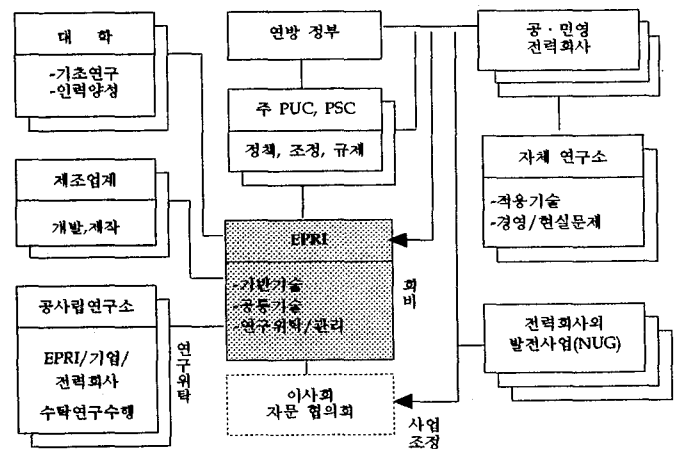 대 학
-기초연구
-인력양성
제조업계
개발,제작
공사립연구소
EPRI/기업/
전력회사
수탁연구수행
연구위탁
연방 정부
주 PUC, PSC
정책, 조정, 규제
EPRI
-기반기술
-공통기술
-연구위탁/관리
회비
이사회
자문 협의회
사업
조정
공 · 민영
전력회사
자체 연구소
-적용기술
-경영/현실문제
전력회사외
발전사업(NUG)